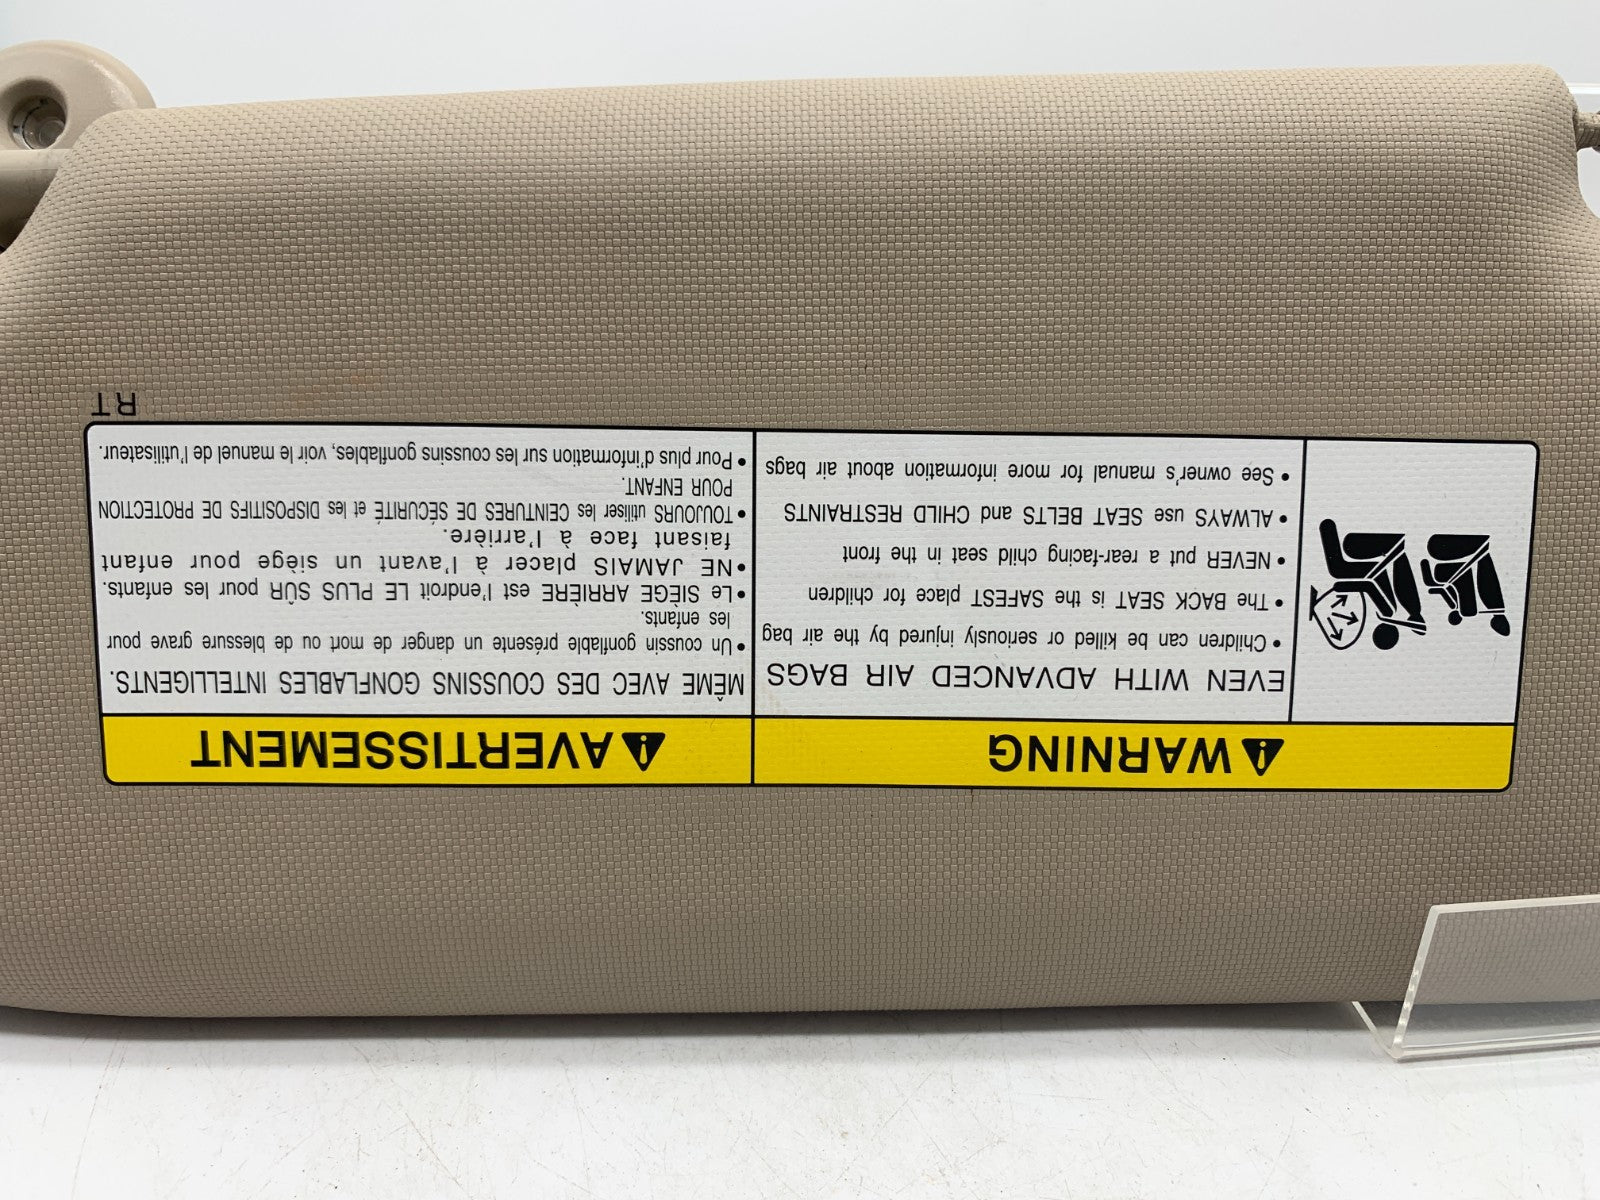 ⚠WARNING
EVEN WITH ADVANCED AIR BAGS
• Children can be killed or seriously injured by the air bag
• The BACK SEAT is the SAFEST place for children
• NEVER put a rear-facing child seat in the front
• ALWAYS use SEAT BELTS and CHILD RESTRAINTS
• See owner's manual for more information about air bags
⚠AVERTISSEMENT
MÊME AVEC DES COUSSINS GONFLABLES INTELLIGENTS.
• Un coussin gonflable présente un danger de mort ou de blessure grave pour
les enfants.
• Le SIÈGE ARRIÈRE est l'endroit LE PLUS SÛR pour les enfants.
• NE JAMAIS placer à l'avant un siège pour enfant
faisant face à l'arrière.
• TOUJOURS utiliser les CEINTURES DE SÉCURITÉ et les DISPOSITIFS DE PROTECTION
POUR ENFANT.
• Pour plus d'information sur les coussins gonflables, voir le manuel de l'utilisateur.
RT